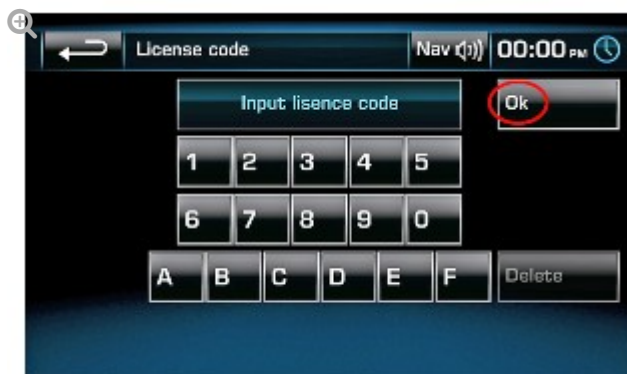 License code Nav 00:00 PM
Input lisence code Ok
1 2 3 4 5
6 7 8 9 0
A B C D E F Delete